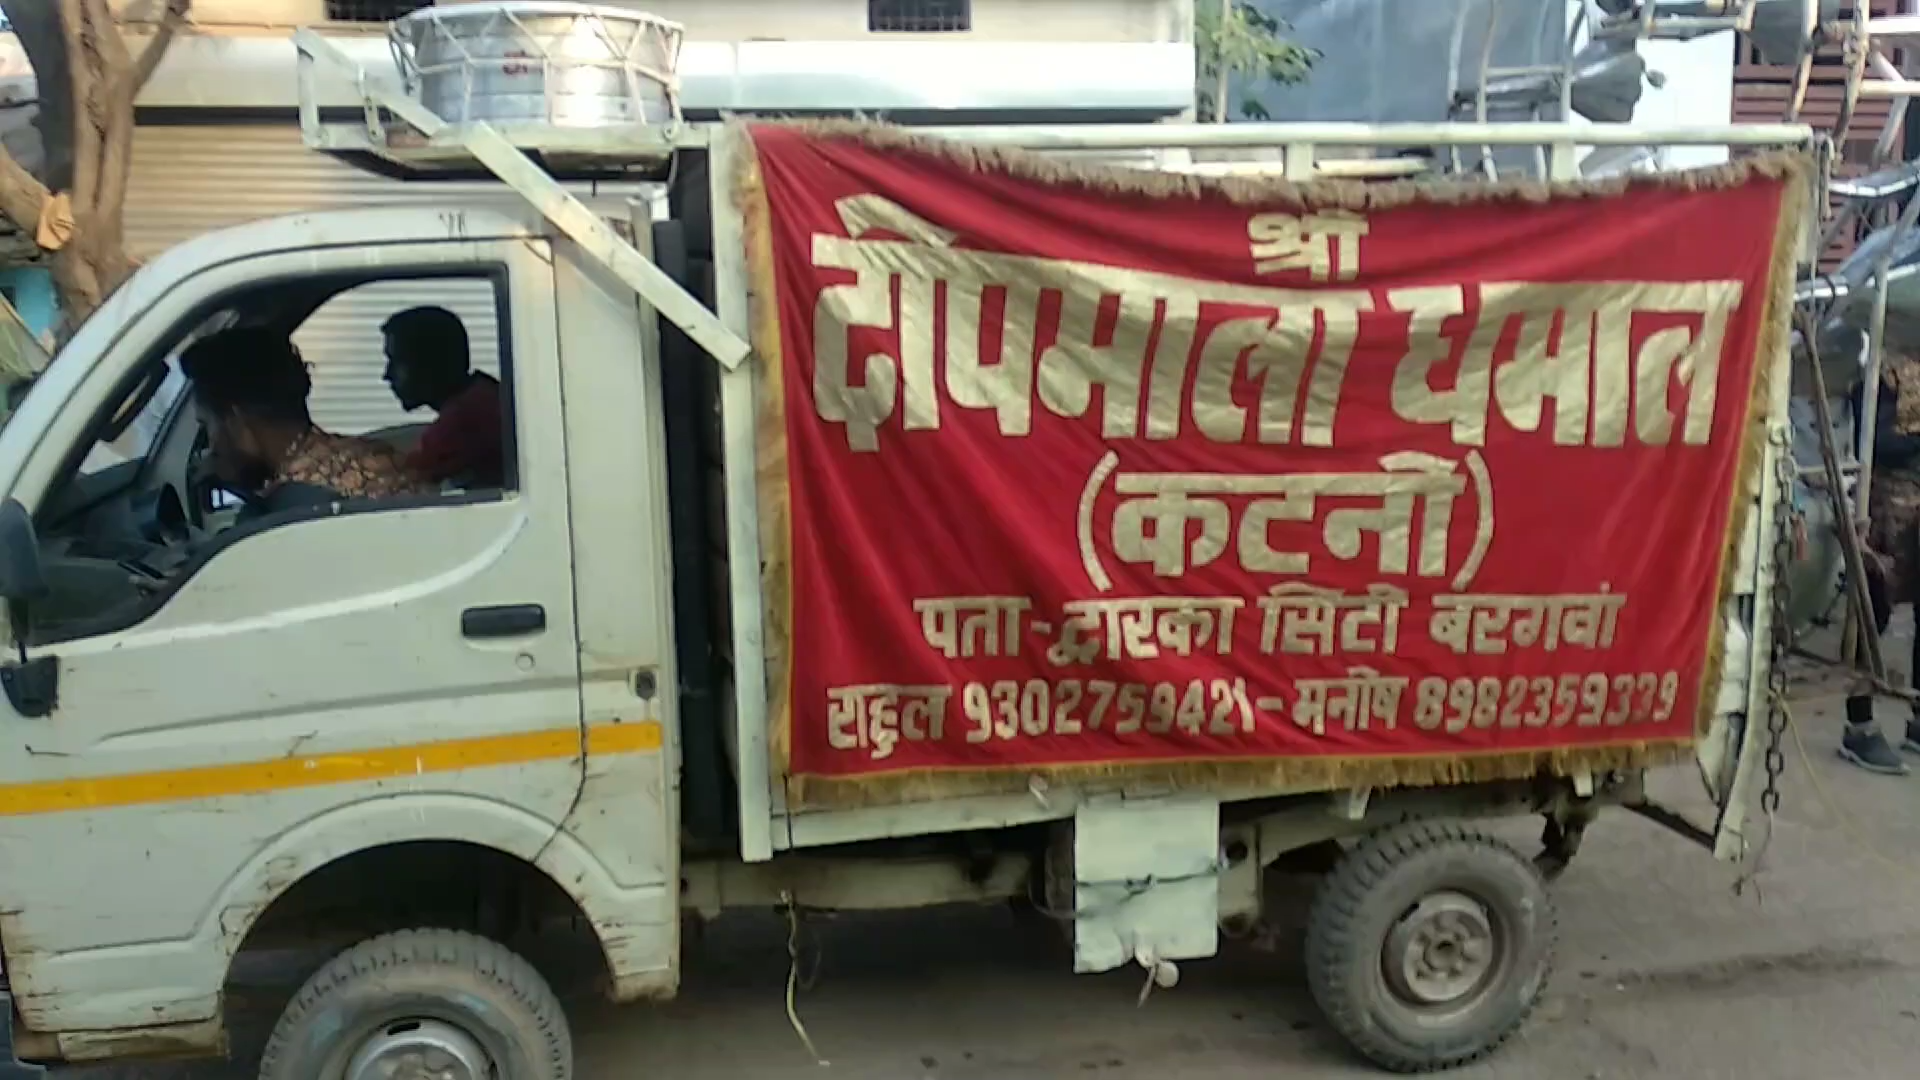 श्री
दीपमाला धमाल
(कटनी)
पता-द्वारका सिटी बरगवां
राहुल 9302759421-मनीष 8982359339